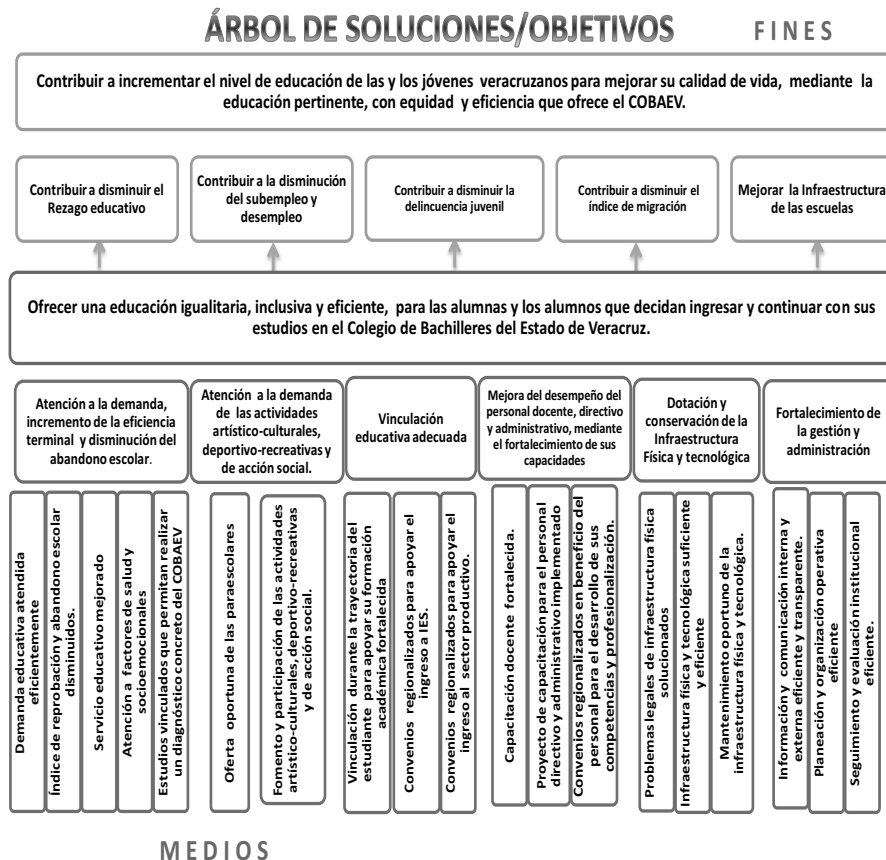 ÁRBOL DE SOLUCIONES/OBJETIVOS
FINES
Contribuir a incrementar el nivel de educación de las y los jóvenes veracruzanos para mejorar su calidad de vida, mediante la
educación pertinente, con equidad y eficiencia que ofrece el COBAEV.
Contribuir a disminuir el
Rezago educativo
Contribuir a la disminución
del subempleo y
desempleo
Contribuir a disminuir la
delincuencia juvenil
Contribuir a disminuir el
índice de migración
Mejorar la Infraestructura
de las escuelas
Ofrecer una educación igualitaria, inclusiva y eficiente, para las alumnas y los alumnos que decidan ingresar y continuar con sus
estudios en el Colegio de Bachilleres del Estado de Veracruz.
Atención a la demanda,
incremento de la eficiencia
terminal y disminución del
abandono escolar.
Atención a la demanda
de las actividades
artístico-culturales,
deportivo-recreativas y
de acción social.
Vinculación
educativa adecuada
Mejora del desempeño del
personal docente, directivo
y administrativo, mediante
el fortalecimiento de sus
capacidades
Dotación y
conservación de la
Infraestructura
Física y tecnológica
Fortalecimiento de
la gestión y
administración
Demanda educativa atendida
eficientemente
Índice de reprobación y abandono escolar
disminuidos.
Servicio educativo mejorado
Atención a factores de salud y
socioemocionales
Estudios vinculados que permitan realizar
un diagnóstico concreto del COBAEV
Oferta oportuna de las paraescolares
Fomento y participación de las actividades
artístico-culturales, deportivo-recreativas
y de acción social.
Vinculación durante la trayectoria del
estudiante para apoyar su formación
académica fortalecida
Convenios regionalizados para apoyar el
ingreso a IES.
Convenios regionalizados para apoyar el
ingreso al sector productivo.
Capacitación docente fortalecida.
Proyecto de capacitación para el personal
directivo y administrativo implementado
Convenios regionalizados en beneficio del
personal para el desarrollo de sus
competencias y profesionalización.
Problemas legales de infraestructura física
solucionados
Infraestructura física y tecnológica suficiente
y eficiente
Mantenimiento oportuno de la
infraestructura física y tecnológica.
Información y comunicación interna y
externa eficiente y transparente.
Planeación y organización operativa
eficiente
Seguimiento y evaluación institucional
eficiente.
MEDIOS